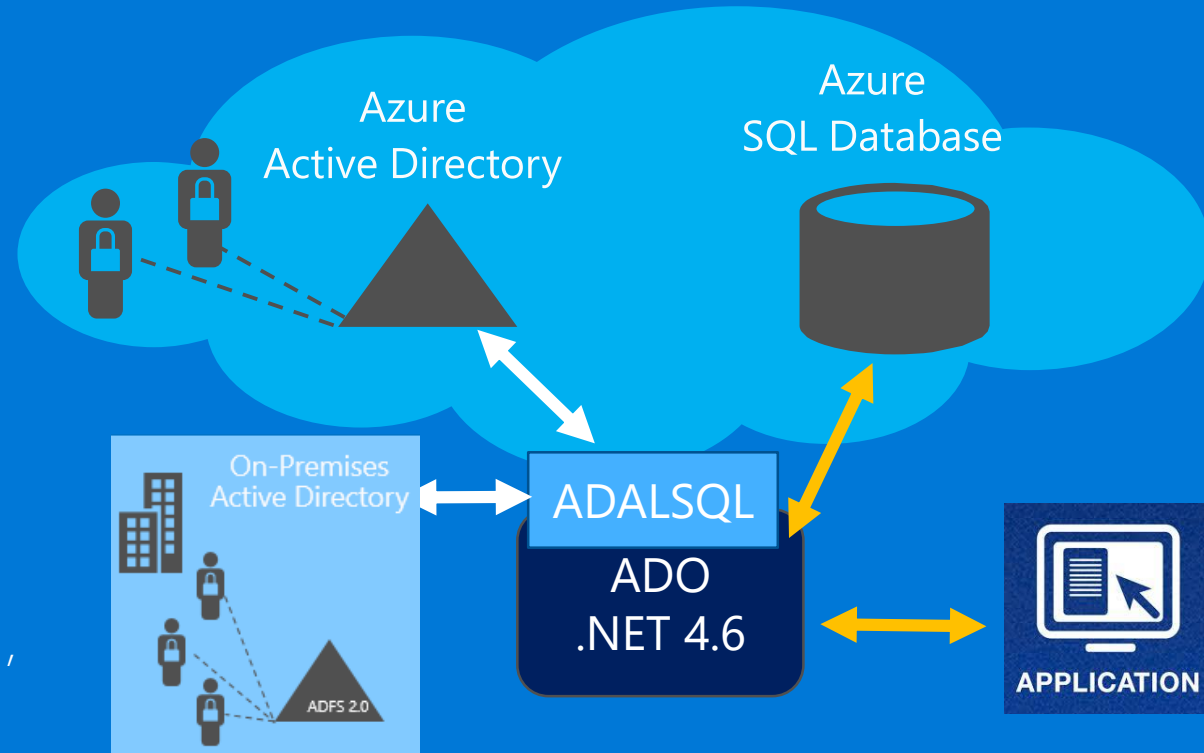 Azure
Active Directory
Azure
SQL Database
On-Premises
Active Directory
ADFS 2.0
ADALSQL
ADO
.NET 4.6
APPLICATION
,